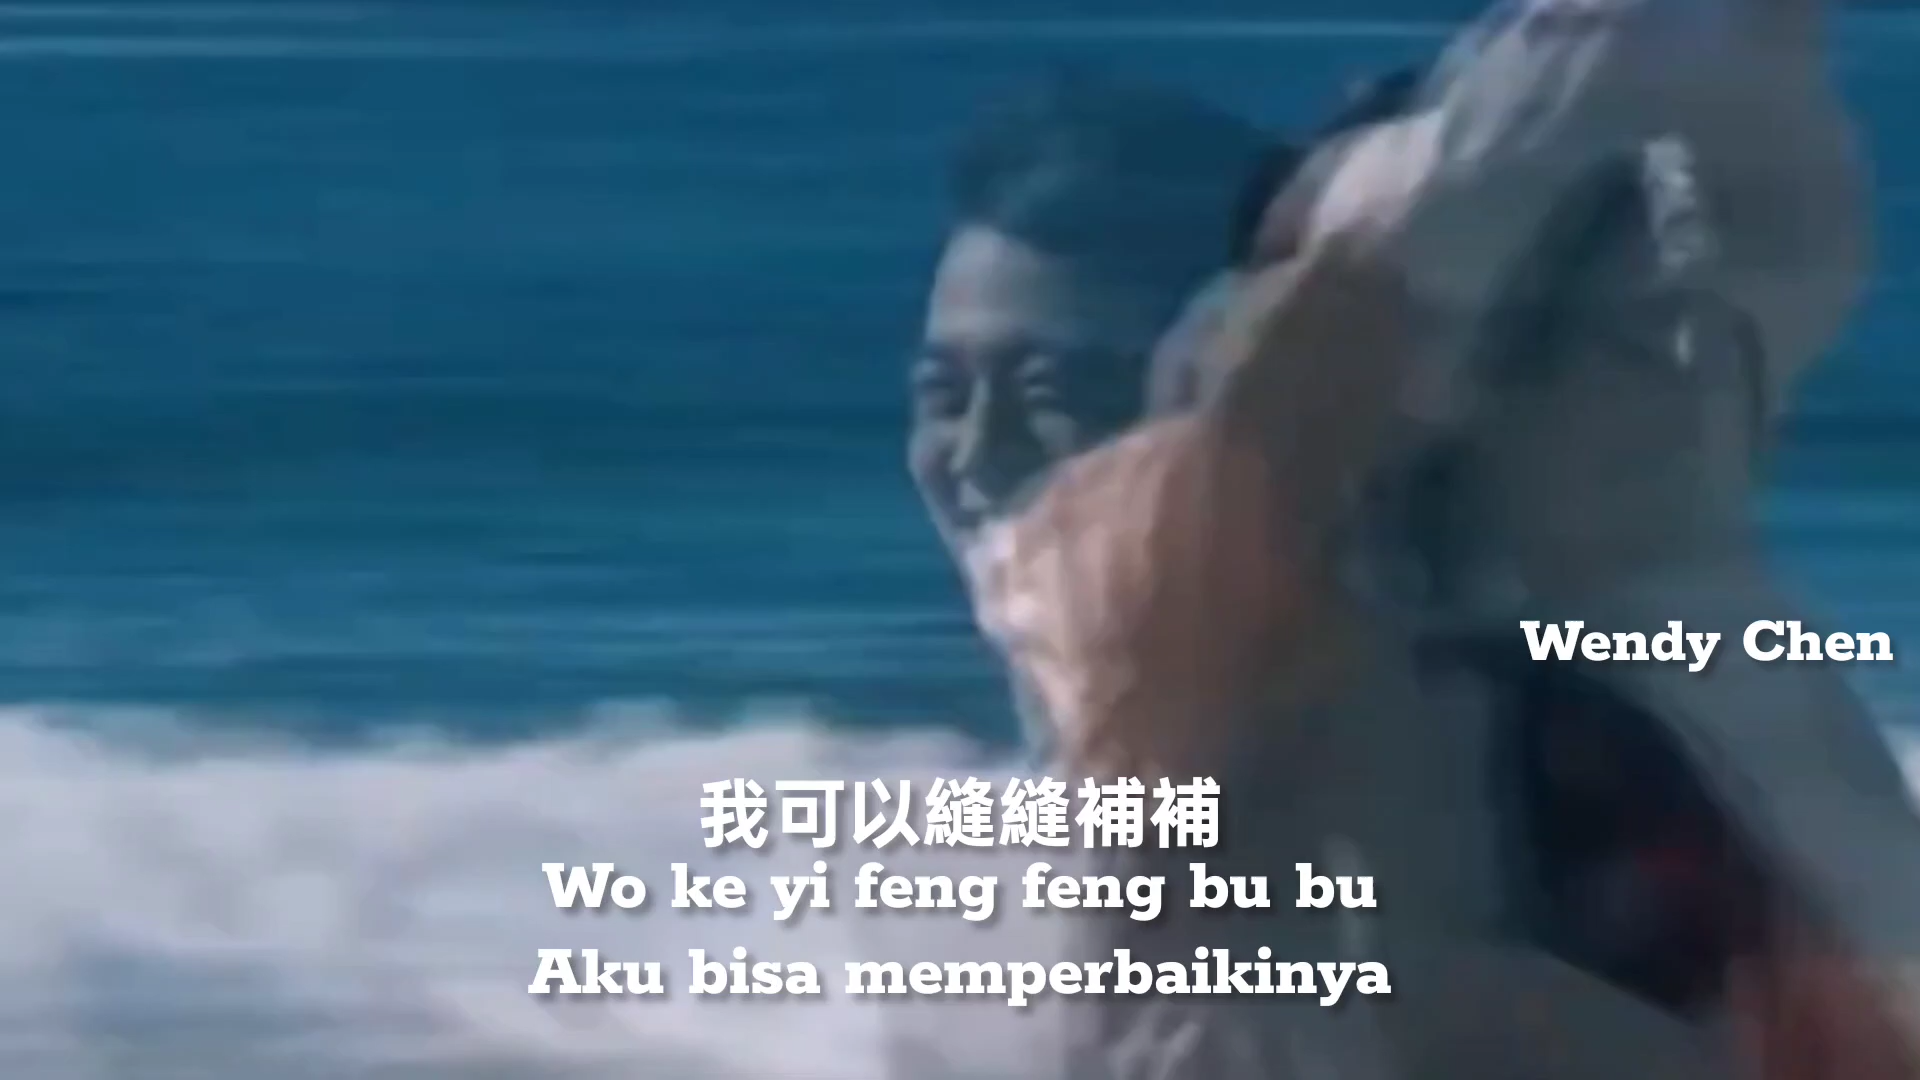 Wendy Chen
我可以縫縫補補
Wo ke yi feng feng bu bu
Aku bisa memperbaikinya